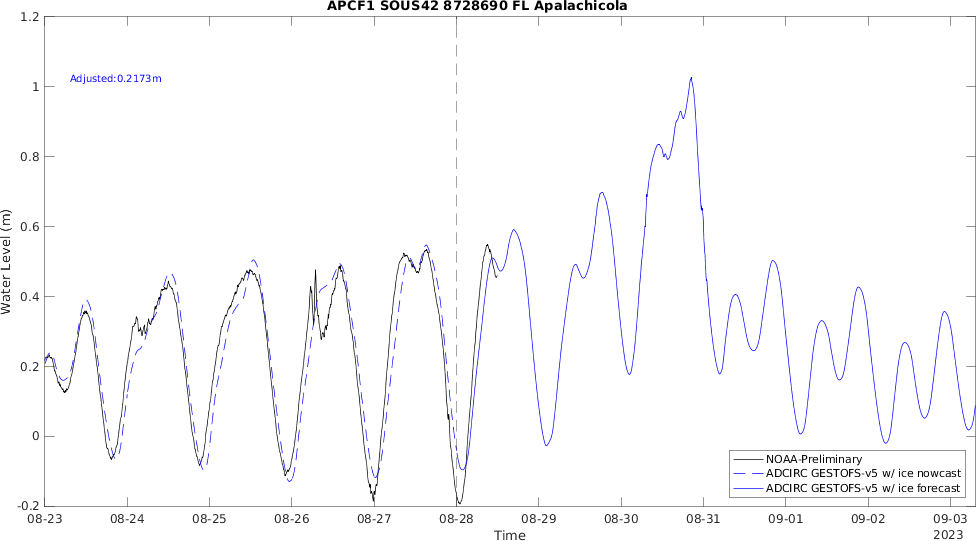 APCF1 SOUS42 8728690 FL Apalachicola
1.2
Adjusted:0.2173m
1
0.8
0.6
0.4
0.2
0
-0.2
Water Level (m)
NOAA-Preliminary
ADCIRC GESTOFS-v5 w/ ice nowcast
ADCIRC GESTOFS-v5 w/ ice forecast
08-23 08-24 08-25 08-26 08-27 08-28 08-29 08-30 08-31 09-01 09-02 09-03
Time 2023